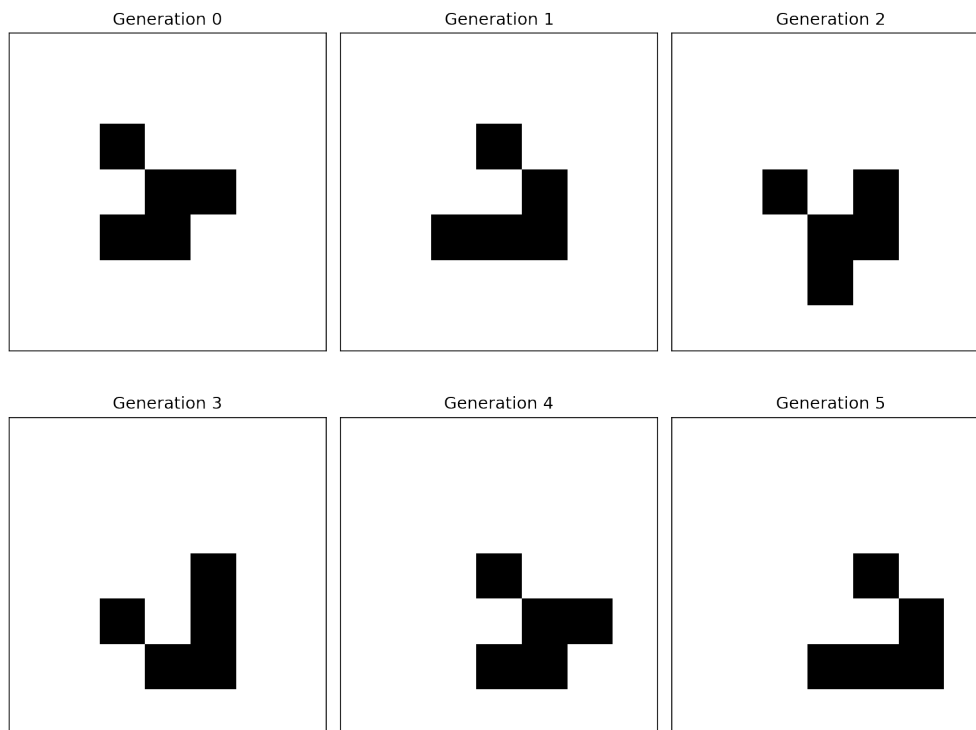 Generation 0
Generation 1
Generation 2
Generation 3
Generation 4
Generation 5